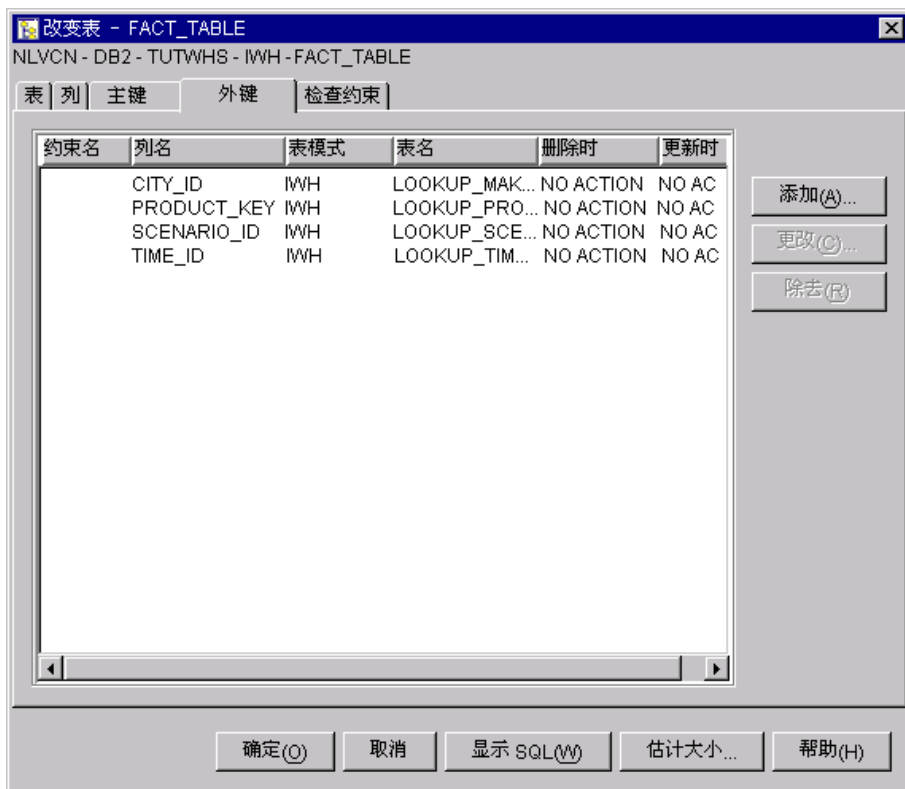 改变表 - FACT_TABLE
NLVCN - DB2 - TUTWHS - IWH - FACT_TABLE
表 列 主键 外键 检查约束
约束名 列名 表模式 表名 删除时 更新时
CITY_ID IWH LOOKUP_MAK... NO ACTION NO AC
PRODUCT_KEY IWH LOOKUP_PRO... NO ACTION NO AC
SCENARIO_ID IWH LOOKUP_SCE... NO ACTION NO AC
TIME_ID IWH LOOKUP_TIM... NO ACTION NO AC
添加(A)...
更改(C)...
除去(R)
确定(O) 取消 显示 SQL(W) 估计大小... 帮助(H)